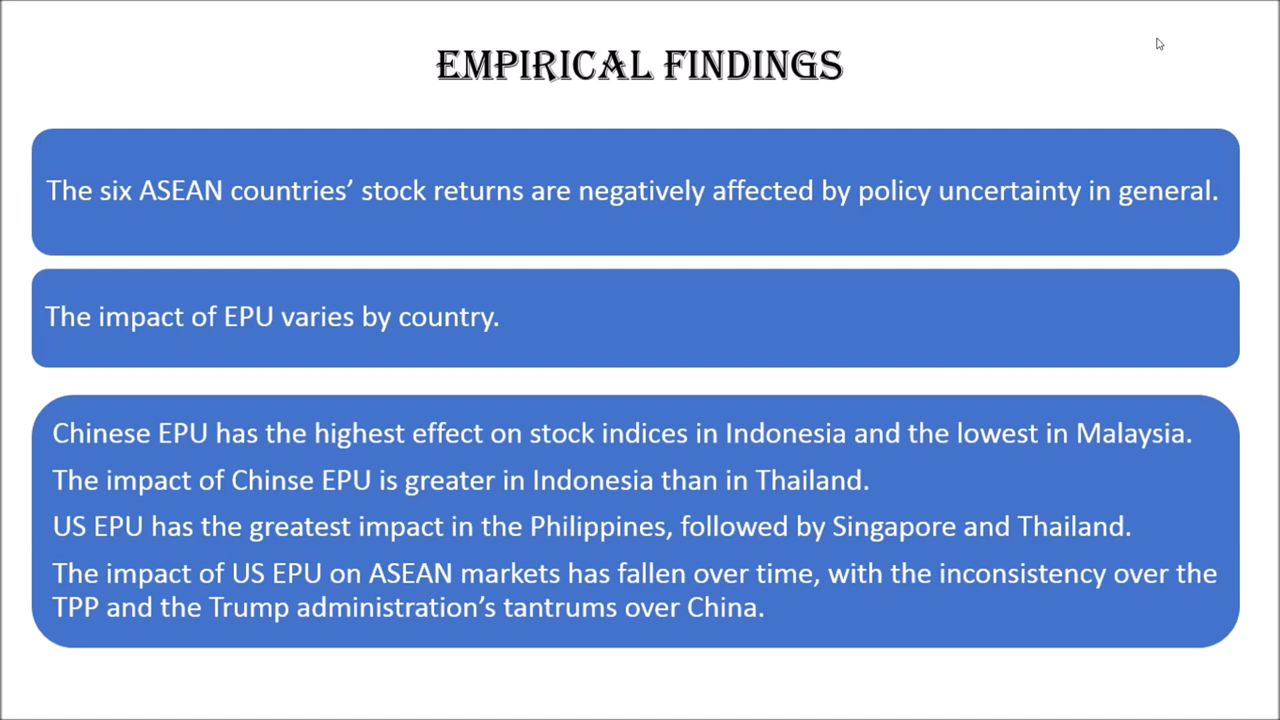 EMPIRICAL FINDINGS
The six ASEAN countries’ stock returns are negatively affected by policy uncertainty in general.
The impact of EPU varies by country.
Chinese EPU has the highest effect on stock indices in Indonesia and the lowest in Malaysia.
The impact of Chinse EPU is greater in Indonesia than in Thailand.
US EPU has the greatest impact in the Philippines, followed by Singapore and Thailand.
The impact of US EPU on ASEAN markets has fallen over time, with the inconsistency over the
TPP and the Trump administration’s tantrums over China.